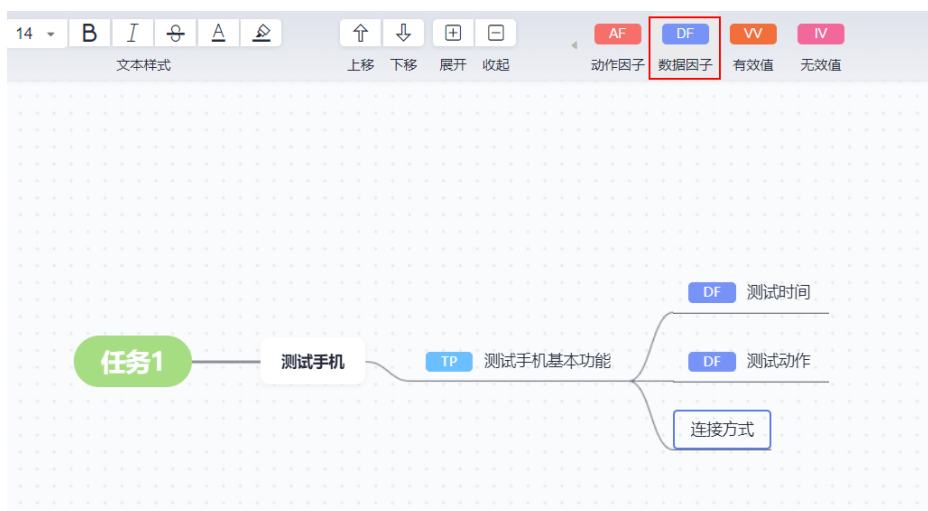 14 B I S A
AF DF VV IV
文本样式 上移 下移 展开 收起 动作因子 数据因子 有效值 无效值
DF 测试时间
任务1 测试手机 TP 测试手机基本功能 DF 测试动作
连接方式